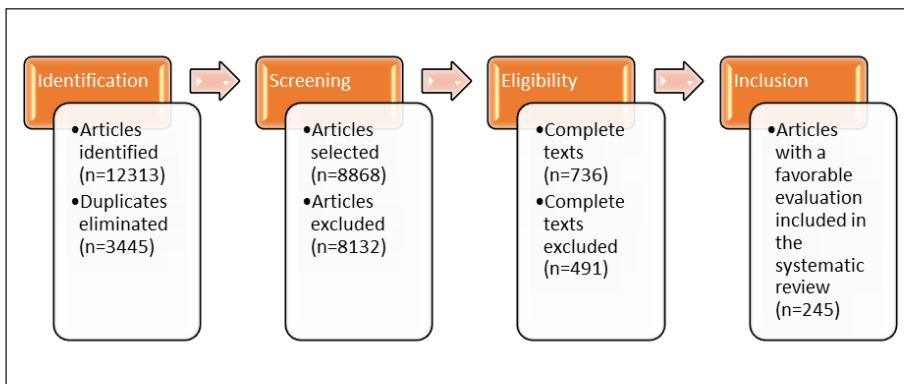 Identification
•Articles
identified
(n=12313)
•Duplicates
eliminated
(n=3445)
Screening
•Articles
selected
(n=8868)
•Articles
excluded
(n=8132)
Eligibility
•Complete
texts
(n=736)
•Complete
texts
excluded
(n=491)
Inclusion
•Articles
with a
favorable
evaluation
included in
the
systematic
review
(n=245)